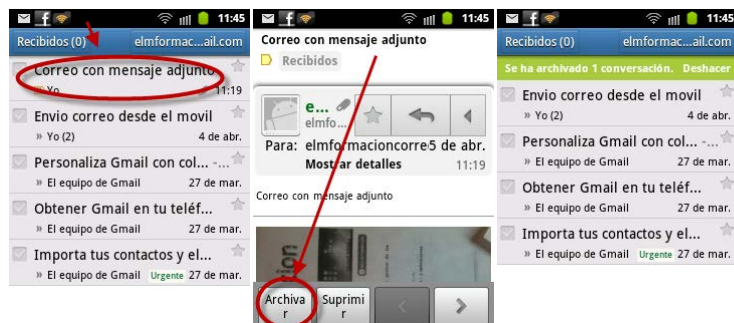 11:45
Recibidos (0) elmformac...ail.com
Correo con mensaje adjunto
Yo 11:19
Envio correo desde el movil
» Yo (2) 4 de abr.
Personaliza Gmail con col... -...
» El equipo de Gmail 27 de mar.
Obtener Gmail en tu teléf...
» El equipo de Gmail 27 de mar.
Importa tus contactos y el...
» El equipo de Gmail Urgente 27 de mar.
11:45
Correo con mensaje adjunto
Recibidos
e...
elmfo...
Para: elmformacioncorre 5 de abr.
Mostrar detalles 11:19
Correo con mensaje adjunto
Archiva
r
Suprimi
r
11:45
Recibidos (0) elmformac...ail.com
Se ha archivado 1 conversación. Deshacer
Envio correo desde el movil
» Yo (2) 4 de abr.
Personaliza Gmail con col... -...
» El equipo de Gmail 27 de mar.
Obtener Gmail en tu teléf...
» El equipo de Gmail 27 de mar.
Importa tus contactos y el...
» El equipo de Gmail Urgente 27 de mar.